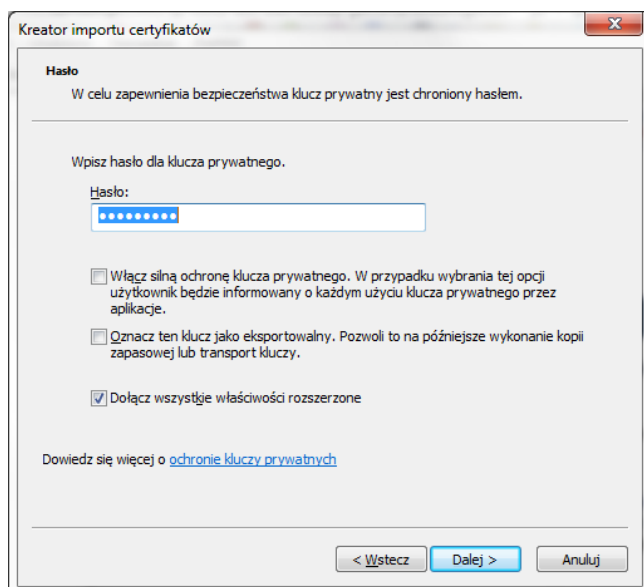 Kreator importu certyfikatów
Hasło
W celu zapewnienia bezpieczeństwa klucz prywatny jest chroniony hasłem.
Wpisz hasło dla klucza prywatnego.
Hasło:
●●●●●●●●●
Włącz silną ochronę klucza prywatnego. W przypadku wybrania tej opcji
użytkownik będzie informowany o każdym użyciu klucza prywatnego przez
aplikacje.
Oznacz ten klucz jako eksportowalny. Pozwoli to na późniejsze wykonanie kopii
zapasowej lub transport kluczy.
Dołącz wszystkie właściwości rozszerzone
Dowiedz się więcej o ochronie kluczy prywatnych
< Wstecz Dalej > Anuluj